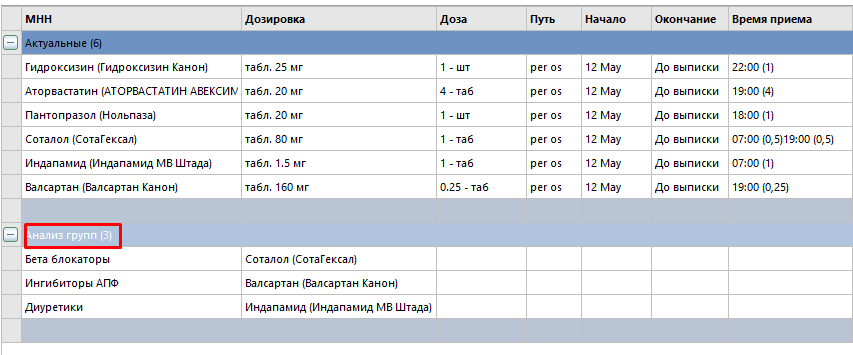 МНН Дозировка Доза Путь Начало Окончание Время приема
Актуальные (6)
Гидроксизин (Гидроксизин Канон) табл. 25 мг 1 - шт per os 12 May До выписки 22:00 (1)
Аторвастатин (АТОРВАСТАТИН АВЕКСИМ табл. 20 мг 4 - таб per os 12 May До выписки 19:00 (4)
Пантопразол (Нольпаза) табл. 20 мг 1 - шт per os 12 May До выписки 18:00 (1)
Соталол (СотаГексал) табл. 80 мг 1 - таб per os 12 May До выписки 07:00 (0,5)19:00 (0,5)
Индапамид (Индапамид МВ Штада) табл. 1.5 мг 1 - таб per os 12 May До выписки 07:00 (1)
Валсартан (Валсартан Канон) табл. 160 мг 0.25 - таб per os 12 May До выписки 19:00 (0,25)
Анализ групп (3)
Бета блокаторы Соталол (СотаГексал)
Ингибиторы АПФ Валсартан (Валсартан Канон)
Диуретики Индапамид (Индапамид МВ Штада)